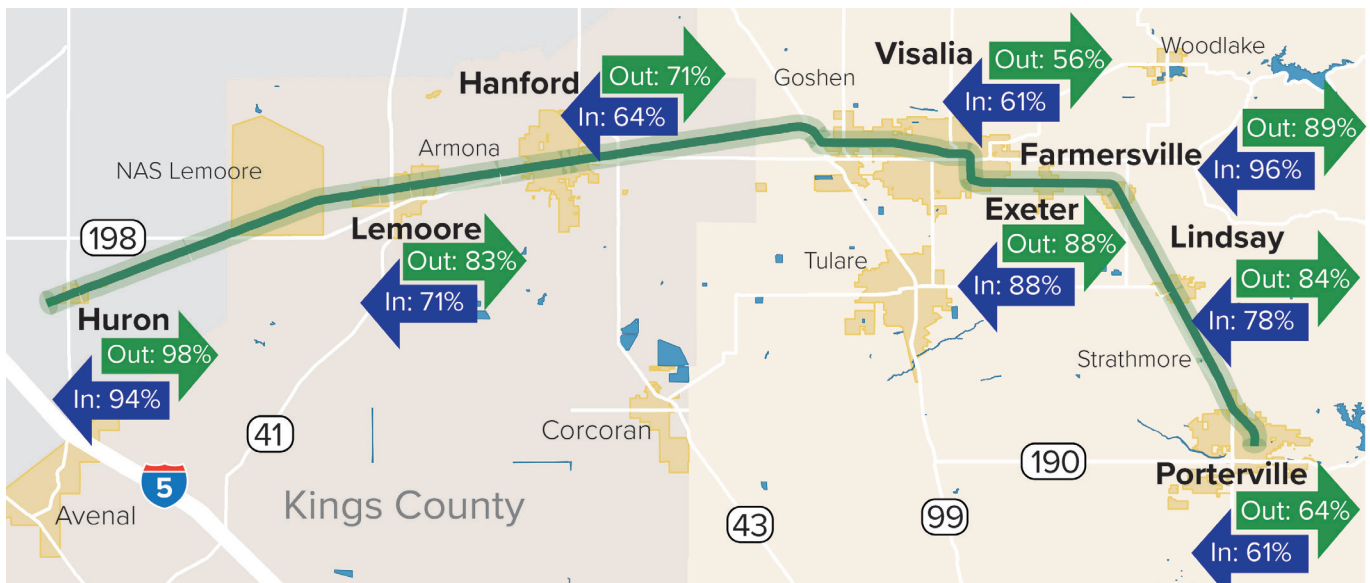 Woodlake
Visalia
Out: 56%
In: 61%
Goshen
Hanford
Out: 71%
In: 64%
Out: 89%
Farmersville
In: 96%
Armona
NAS Lemoore
Exeter
Out: 88%
In: 88%
Lemoore
Out: 83%
In: 71%
198
Lindsay
Out: 84%
In: 78%
Tulare
Huron
Out: 98%
In: 94%
Strathmore
41
Corcoran
190
Porterville
Out: 64%
In: 61%
5
Avenal
Kings County
43
99